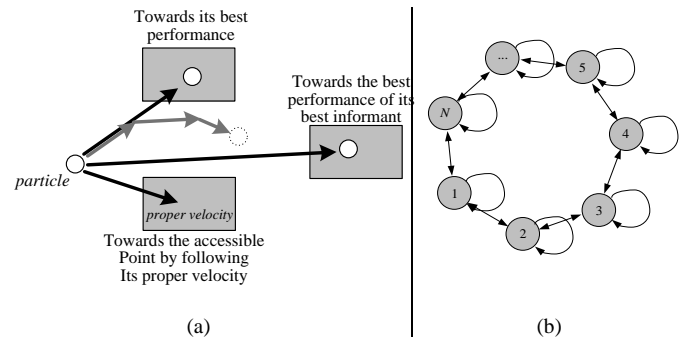 Towards its best
performance
Towards the best
performance of its
best informant
particle
proper velocity
Towards the accessible
Point by following
Its proper velocity
(a)
...
5
N
4
1
3
2
(b)